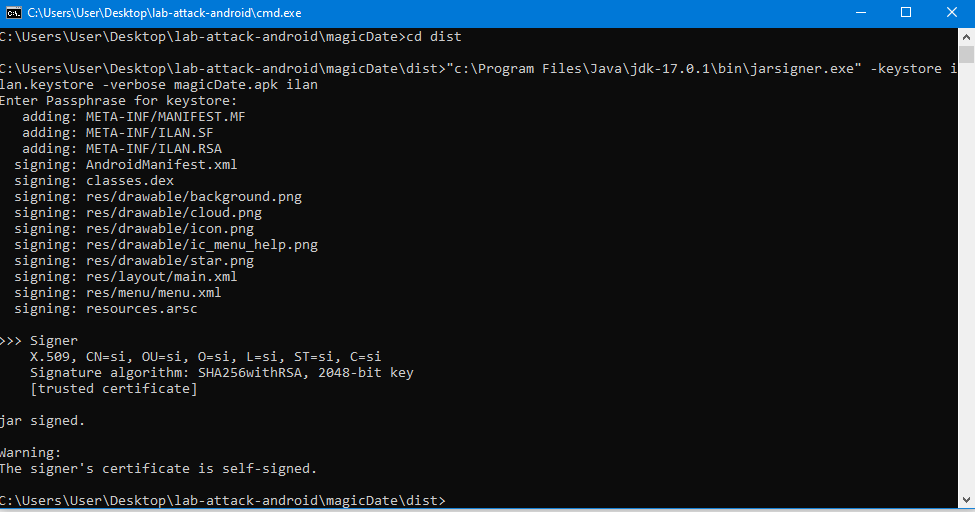 C:\Users\User\Desktop\lab-attack-android\cmd.exe
C:\Users\User\Desktop\lab-attack-android\magicDate>cd dist
C:\Users\User\Desktop\lab-attack-android\magicDate\dist>"c:\Program Files\Java\jdk-17.0.1\bin\jarsigner.exe" -keystore i
lan.keystore -verbose magicDate.apk ilan
Enter Passphrase for keystore:
adding: META-INF/MANIFEST.MF
adding: META-INF/ILAN.SF
adding: META-INF/ILAN.RSA
signing: AndroidManifest.xml
signing: classes.dex
signing: res/drawable/background.png
signing: res/drawable/cloud.png
signing: res/drawable/icon.png
signing: res/drawable/ic_menu_help.png
signing: res/drawable/star.png
signing: res/layout/main.xml
signing: res/menu/menu.xml
signing: resources.arsc
>>> Signer
X.509, CN=si, OU=si, O=si, L=si, ST=si, C=si
Signature algorithm: SHA256withRSA, 2048-bit key
[trusted certificate]
jar signed.
Warning:
The signer's certificate is self-signed.
C:\Users\User\Desktop\lab-attack-android\magicDate\dist>